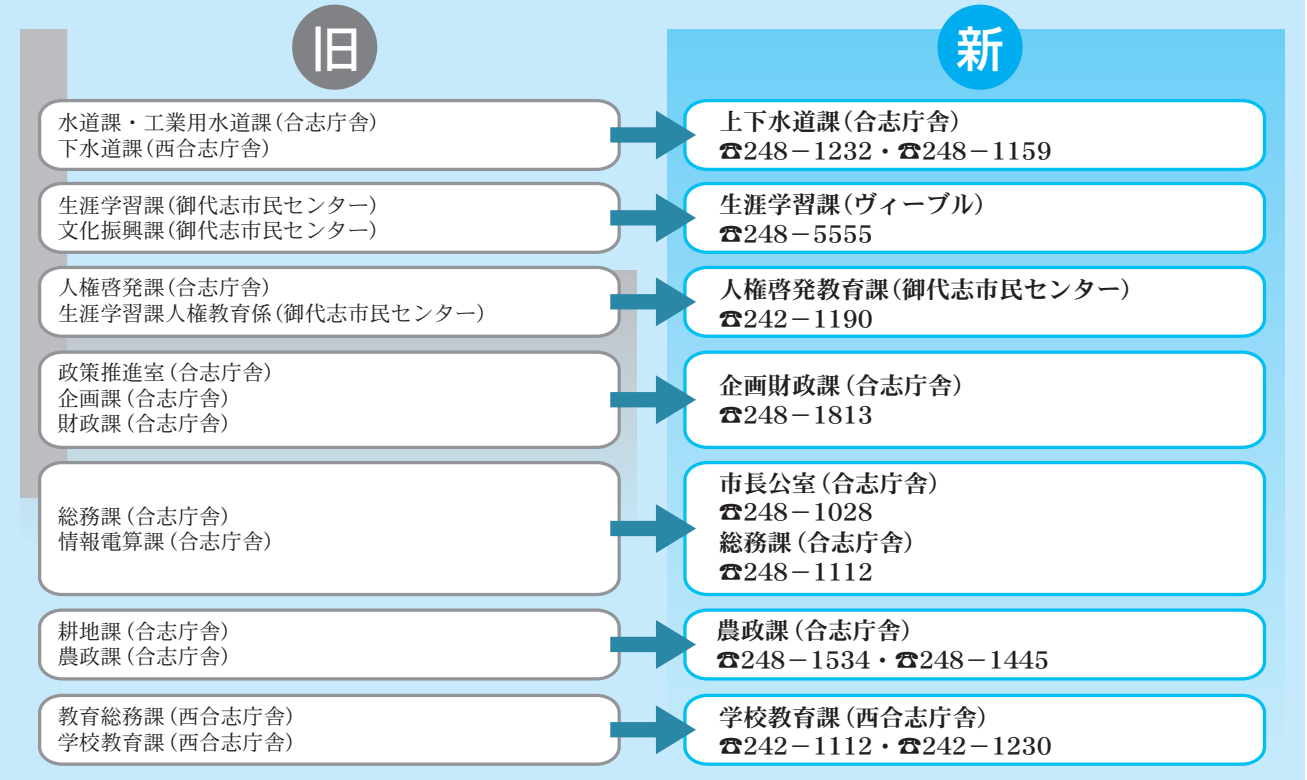 旧
新
水道課・工業用水道課(合志庁舎)
下水道課(西合志庁舎)
上下水道課(合志庁舎)
☎248－1232・☎248－1159
生涯学習課(御代志市民センター)
文化振興課(御代志市民センター)
生涯学習課(ヴィーブル)
☎248－5555
人権啓発課(合志庁舎)
生涯学習課人権教育係(御代志市民センター)
人権啓発教育課(御代志市民センター)
☎242－1190
政策推進室(合志庁舎)
企画課(合志庁舎)
財政課(合志庁舎)
企画財政課(合志庁舎)
☎248－1813
総務課(合志庁舎)
情報電算課(合志庁舎)
市長公室(合志庁舎)
☎248－1028
総務課(合志庁舎)
☎248－1112
耕地課(合志庁舎)
農政課(合志庁舎)
農政課(合志庁舎)
☎248－1534・☎248－1445
教育総務課(西合志庁舎)
学校教育課(西合志庁舎)
学校教育課(西合志庁舎)
☎242－1112・☎242－1230